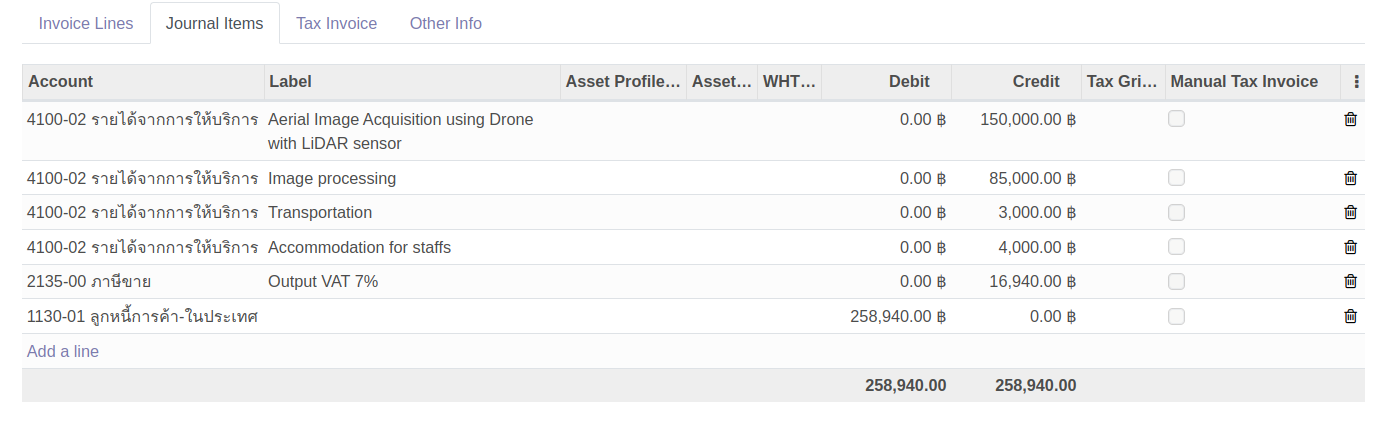 Invoice Lines Journal Items Tax Invoice Other Info
Account Label Asset Profile... Asset... WHT... Debit Credit Tax Gri... Manual Tax Invoice
4100-02 รายได้จากการให้บริการ Aerial Image Acquisition using Drone 0.00 ฿ 150,000.00 ฿
with LiDAR sensor
4100-02 รายได้จากการให้บริการ Image processing 0.00 ฿ 85,000.00 ฿
4100-02 รายได้จากการให้บริการ Transportation 0.00 ฿ 3,000.00 ฿
4100-02 รายได้จากการให้บริการ Accommodation for staffs 0.00 ฿ 4,000.00 ฿
2135-00 ภาษีขาย Output VAT 7% 0.00 ฿ 16,940.00 ฿
1130-01 ลูกหนี้การค้า-ในประเทศ 258,940.00 ฿ 0.00 ฿
Add a line
258,940.00 258,940.00